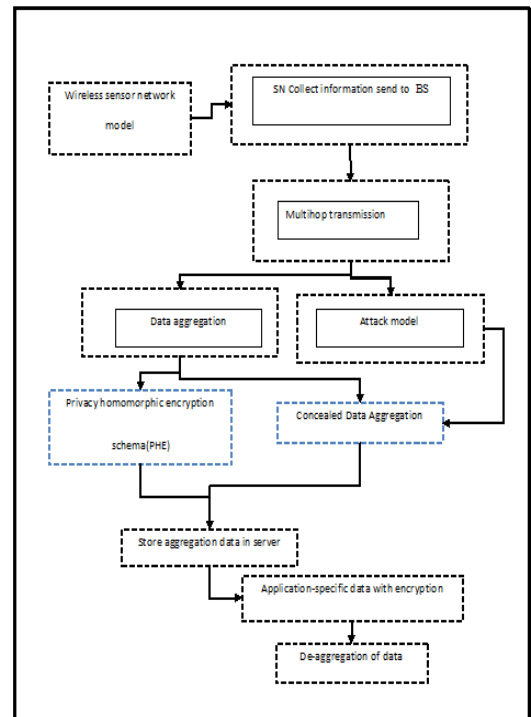 Wireless sensor network
model
SN Collect information send to BS
Multihop transmission
Data aggregation
Attack model
Privacy homomorphic encryption
schema(PHE)
Concealed Data Aggregation
Store aggregation data in server
Application-specific data with encryption
De-aggregation of data